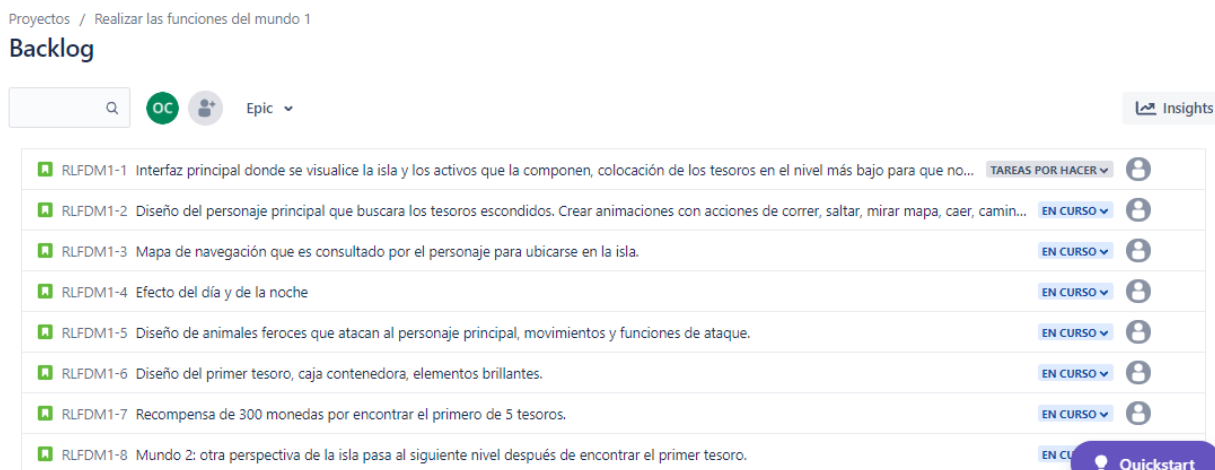 Proyectos / Realizar las funciones del mundo 1
Backlog
OC Epic Insights
RLFDM1-1 Interfaz principal donde se visualice la isla y los activos que la componen, colocación de los tesoros en el nivel más bajo para que no... TAREAS POR HACER
RLFDM1-2 Diseño del personaje principal que buscara los tesoros escondidos. Crear animaciones con acciones de correr, saltar, mirar mapa, caer, camin... EN CURSO
RLFDM1-3 Mapa de navegación que es consultado por el personaje para ubicarse en la isla. EN CURSO
RLFDM1-4 Efecto del día y de la noche EN CURSO
RLFDM1-5 Diseño de animales feroces que atacan al personaje principal, movimientos y funciones de ataque. EN CURSO
RLFDM1-6 Diseño del primer tesoro, caja contenedora, elementos brillantes. EN CURSO
RLFDM1-7 Recompensa de 300 monedas por encontrar el primero de 5 tesoros. EN CURSO
RLFDM1-8 Mundo 2: otra perspectiva de la isla pasa al siguiente nivel después de encontrar el primer tesoro. EN CU
Quickstart